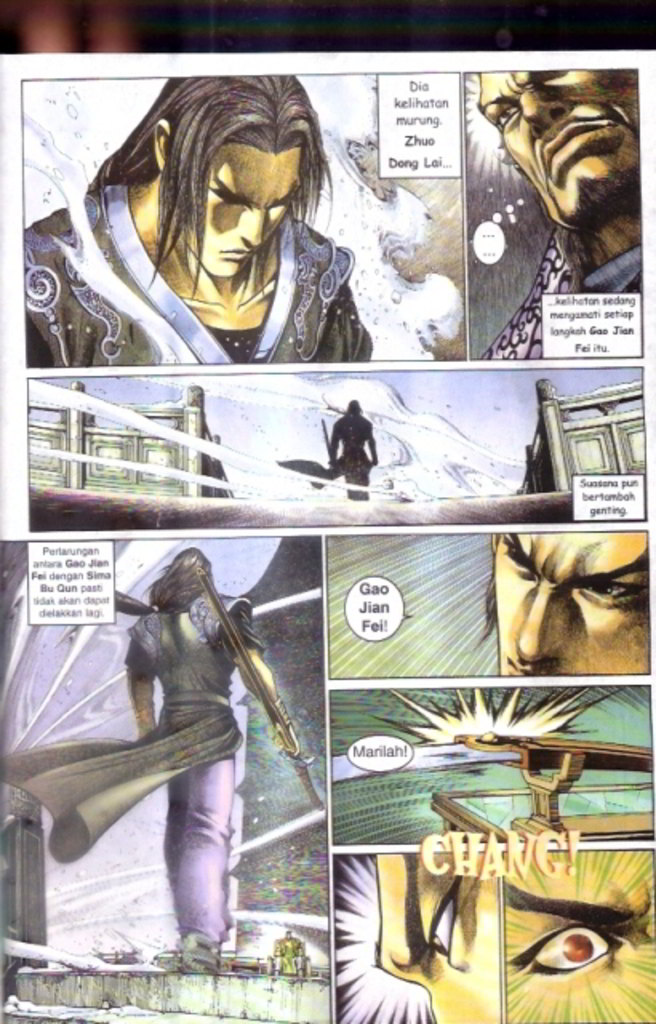 Dia
kelihatan
murung.
Zhuo
Dong Lai...
...
...
...kelihatan sedang
mengamati setiap
langkah Gao Jian
Fei itu.
Suasana pun
bertambah
genting.
Pertarungan
antara Gao Jian
Fei dengan Sima
Bu Qun pasti
tidak akan dapat
dielakkan lagi.
Gao
Jian
Fei!
Marilah!
CHANG!